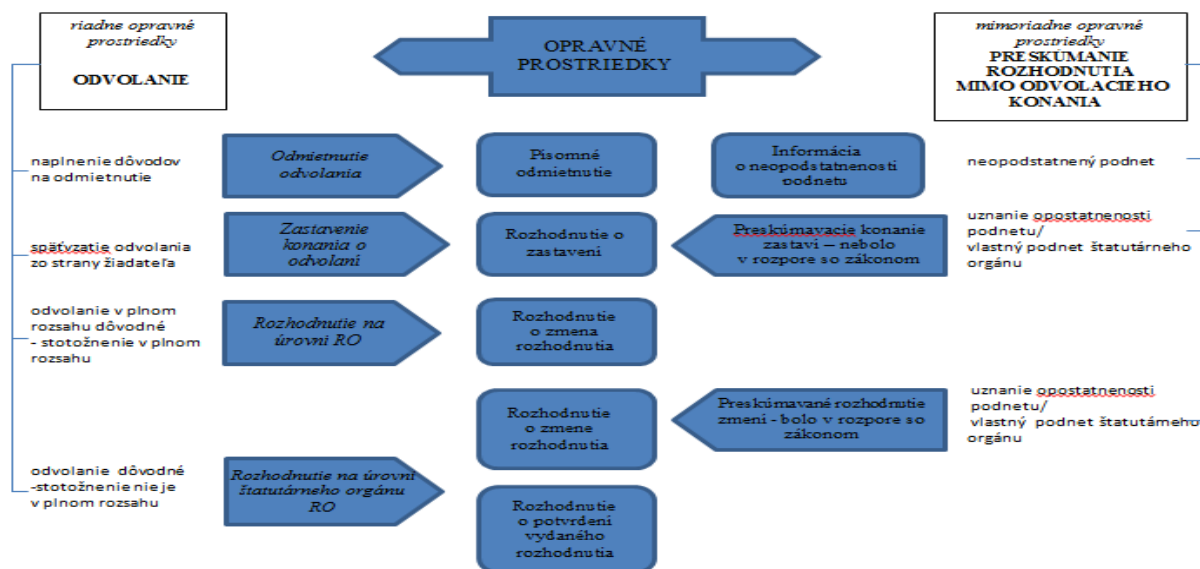 riadne opravné
prostriedky
ODVOLANIE
OPRAVNÉ
PROSTRIEDKY
mimoriadne opravné
prostriedky
PRESKÚMANIE
ROZHODNUTIA
MIMO ODVOLACIEHO
KONANIA
naplnenie dôvodov
na odmietnutie
Odmietnutie
odvolania
Písomné
odmietnutie
Informácia
o neopodstatnenosti
podnetu
neopodstatnený podnet
späťvzatie odvolania
zo strany žiadateľa
Zastavenie
konania o
odvolaní
Rozhodnutie o
zastavení
Preskúmavacie konanie
zastaví – nebolo
v rozpore so zákonom
uznanie opostatnenosti
podnetu/
vlastný podnet štatutárneho
orgánu
odvolanie v plnom
rozsahu dôvodné
- stotožnenie v plnom
rozsahu
Rozhodnutie na
úrovni RO
Rozhodnutie
o zmena
rozhodnutia
Rozhodnutie
o zmene
rozhodnutia
Preskúmavané rozhodnutie
zmení - bolo v rozpore so
zákonom
uznanie opostatnenosti
podnetu/
vlastný podnet štatutárneho
orgánu
odvolanie dôvodné
-stotožnenie nie je
v plnom rozsahu
Rozhodnutie na úrovni
štatutárneho orgánu
RO
Rozhodnutie
o potvrdení
vydaného
rozhodnutia